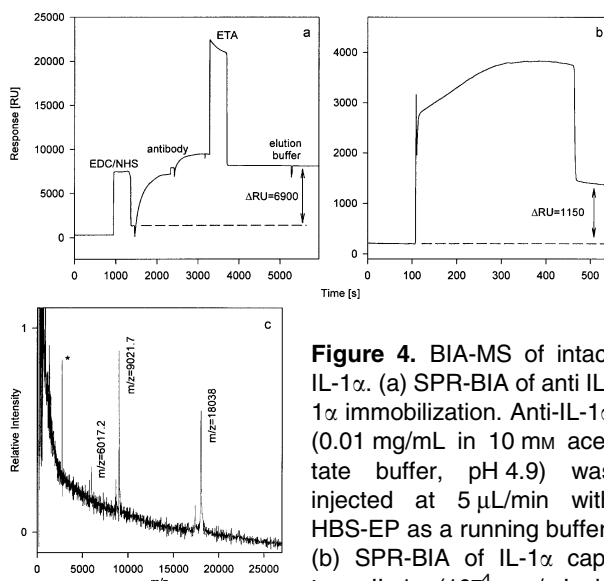 a
25000
ETA
20000
15000
antibody
elution
buffer
10000
EDC/NHS
5000
ΔRU=6900
0
Response [RU]
0 1000 2000 3000 4000 5000
b
4000
3000
2000
1000
0
ΔRU=1150
0 100 200 300 400 500
Time [s]
c
1
*
m/z=6017.2
m/z=9021.7
m/z=18038
0
Relative Intensity
0 5000 10000 15000 20000 25000
Figure 4. BIA-MS of intac
IL-1α. (a) SPR-BIA of anti IL
1α immobilization. Anti-IL-1α
(0.01 mg/mL in 10 mM ace
tate buffer, pH 4.9) was
injected at 5 μL/min with
HBS-EP as a running buffer
(b) SPR-BIA of IL-1α cap